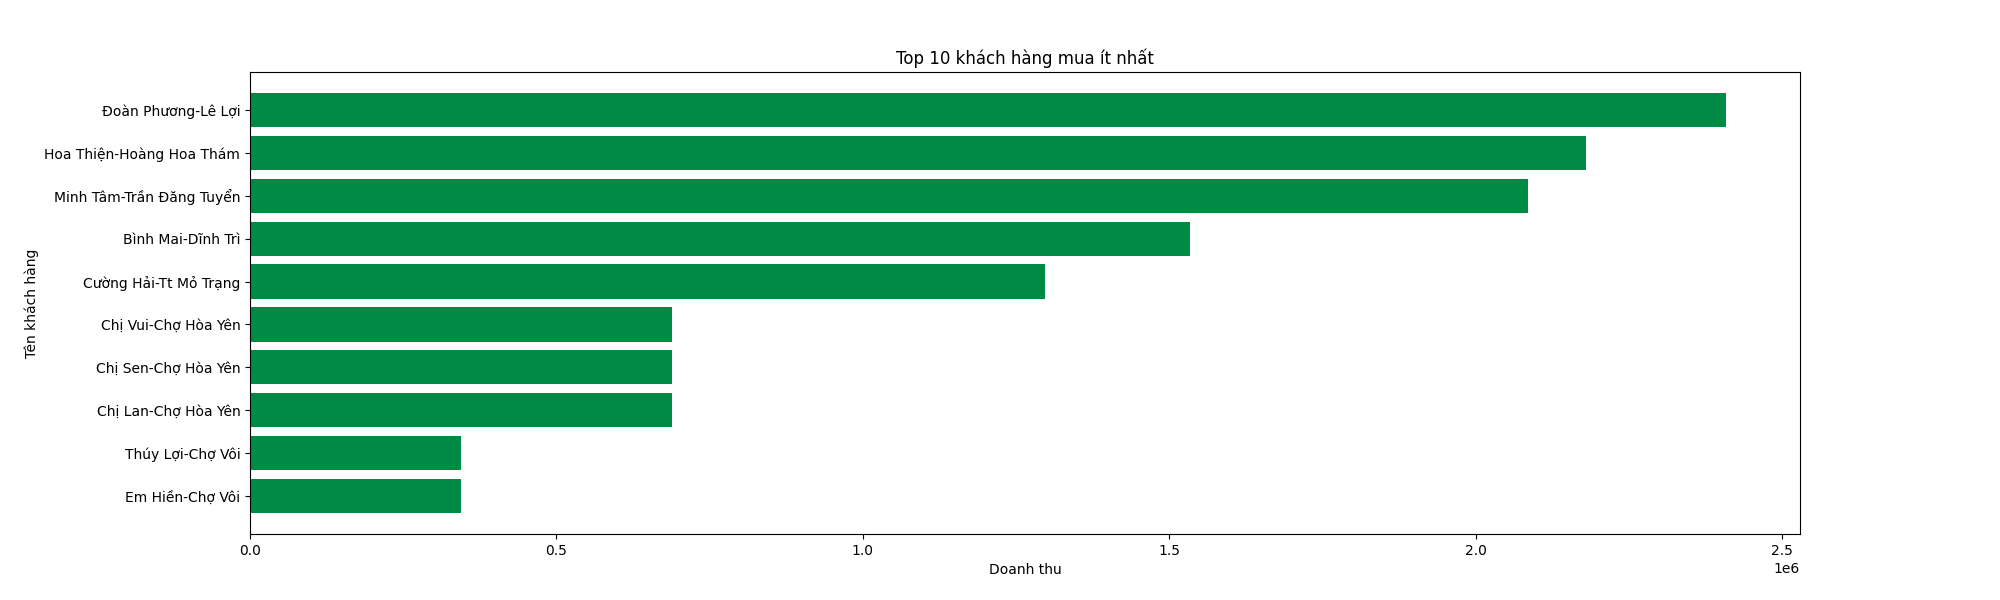 Top 10 khách hàng mua ít nhất
Tên khách hàng
Đoàn Phương-Lê Lợi
Hoa Thiện-Hoàng Hoa Thám
Minh Tâm-Trần Đăng Tuyển
Bình Mai-Dĩnh Trì
Cường Hải-Tt Mỏ Trạng
Chị Vui-Chợ Hòa Yên
Chị Sen-Chợ Hòa Yên
Chị Lan-Chợ Hòa Yên
Thúy Lợi-Chợ Vôi
Em Hiền-Chợ Vôi
0.0 0.5 1.0 1.5 2.0 2.5
1e6
Doanh thu